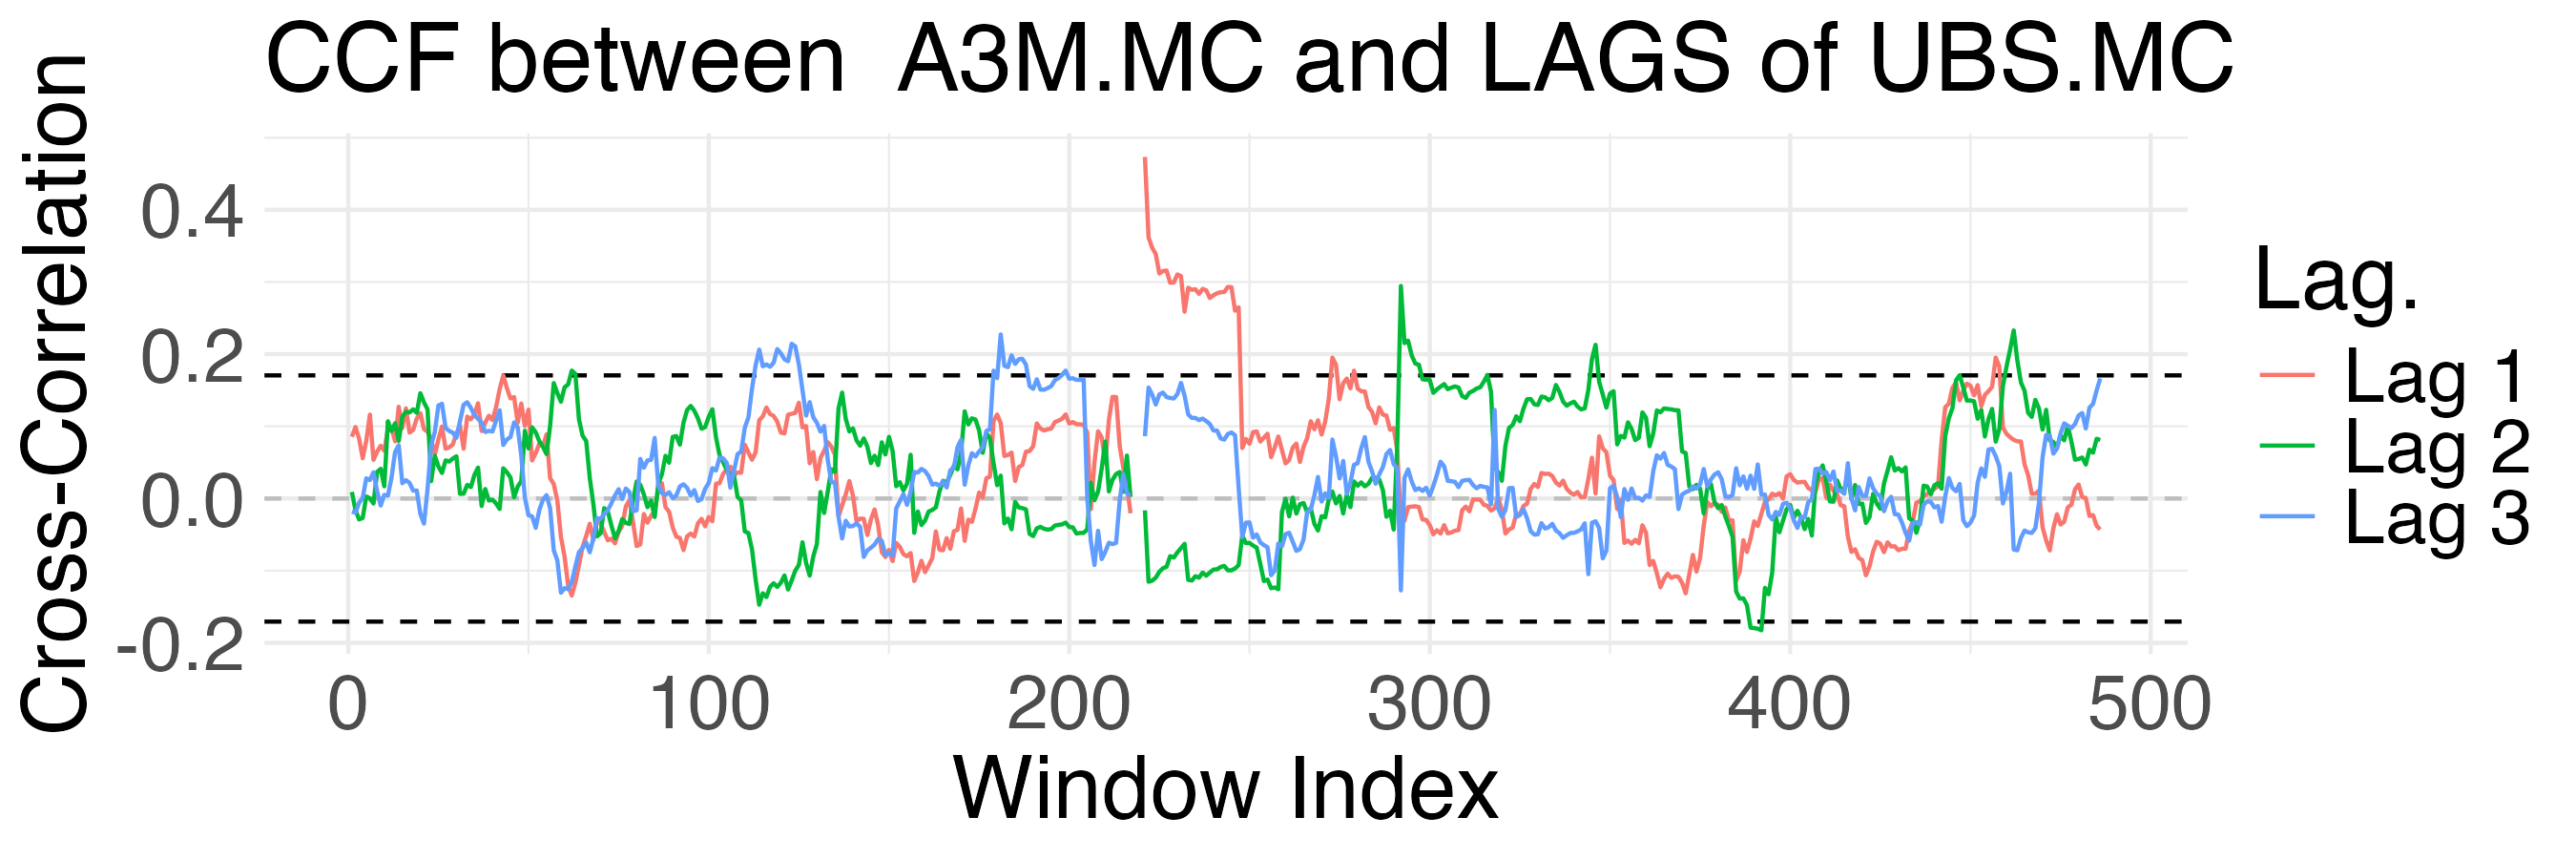 CCF between  A3M.MC and LAGS of UBS.MC
Cross-Correlation
0.4
0.2
0.0
-0.2
0 100 200 300 400 500
Window Index
Lag.
Lag 1
Lag 2
Lag 3